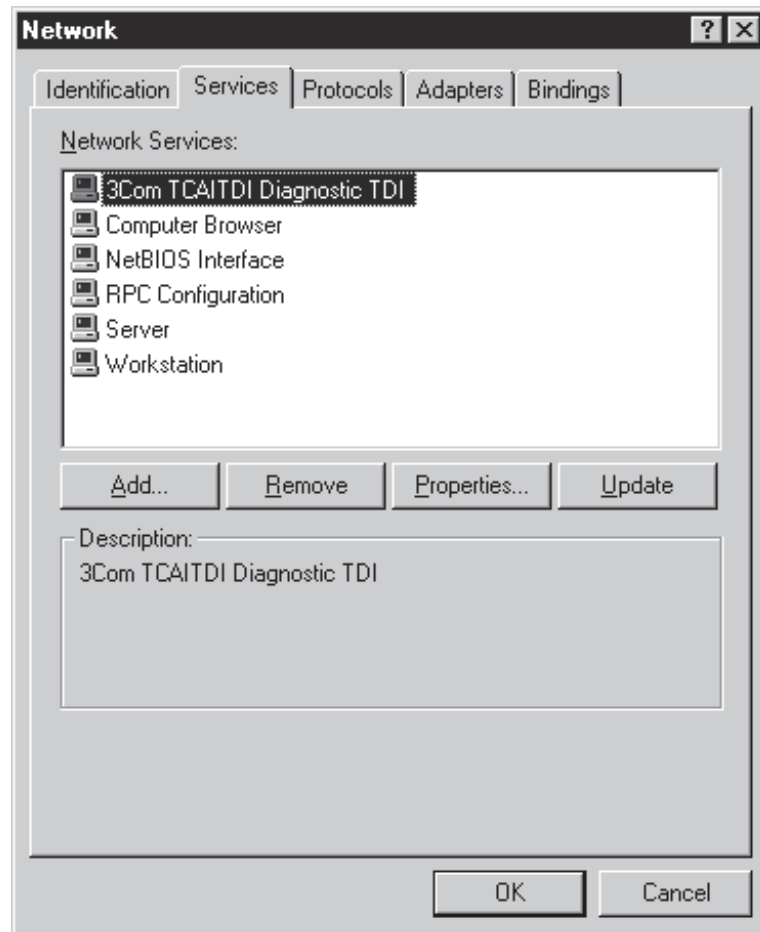 Network
Identification Services Protocols Adapters Bindings
Network Services:
3Com TCAITDI Diagnostic TDI
Computer Browser
NetBIOS Interface
RPC Configuration
Server
Workstation
Add... Remove Properties... Update
Description:
3Com TCAITDI Diagnostic TDI
OK Cancel